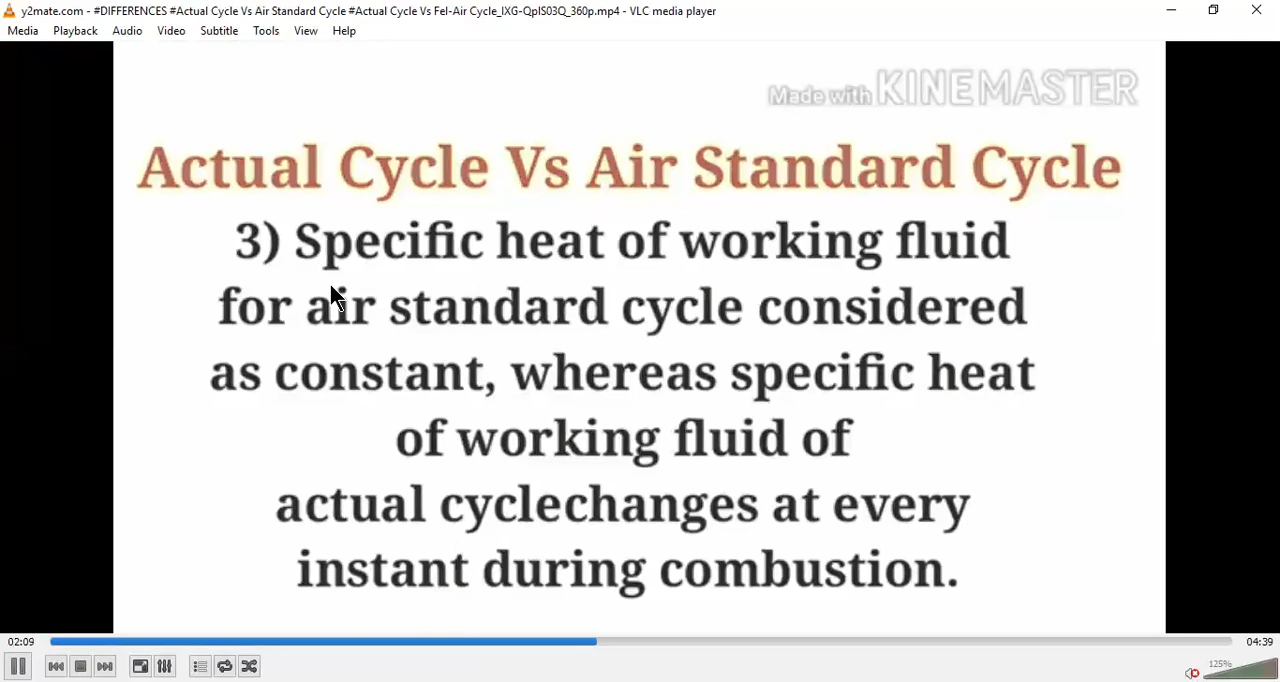 y2mate.com - #DIFFERENCES #Actual Cycle Vs Air Standard Cycle #Actual Cycle Vs Fel-Air Cycle_IXG-QpIS03Q_360p.mp4 - VLC media player
Media Playback Audio Video Subtitle Tools View Help
Made with KINEMASTER
Actual Cycle Vs Air Standard Cycle
3) Specific heat of working fluid
for air standard cycle considered
as constant, whereas specific heat
of working fluid of
actual cyclechanges at every
instant during combustion.
02:09 04:39
125%